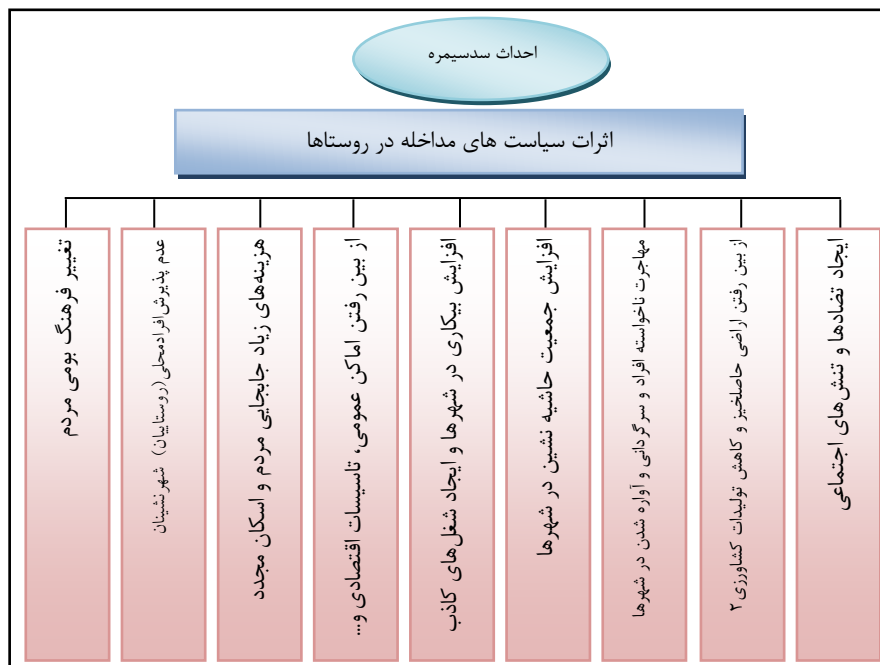 احداث سدسیمره
اثرات سیاست های مداخله در روستاها
ایجاد تضادها و تنش‌های اجتماعی
از بین رفتن اراضی حاصلخیز و کاهش تولیدات کشاورزی ۲
مهاجرت ناخواسته افراد و سرگردانی و آواره شدن در شهرها
افزایش جمعیت حاشیه نشین در شهرها
افزایش بیکاری در شهرها و ایجاد شغل‌های کاذب
از بین رفتن اماکن عمومی، تاسیسات اقتصادی و...
هزینه‌های زیاد جابجایی مردم و اسکان مجدد
عدم پذیرش‌افرادمحلی(روستاییان) شهرنشینان
تغییر فرهنگ بومی مردم